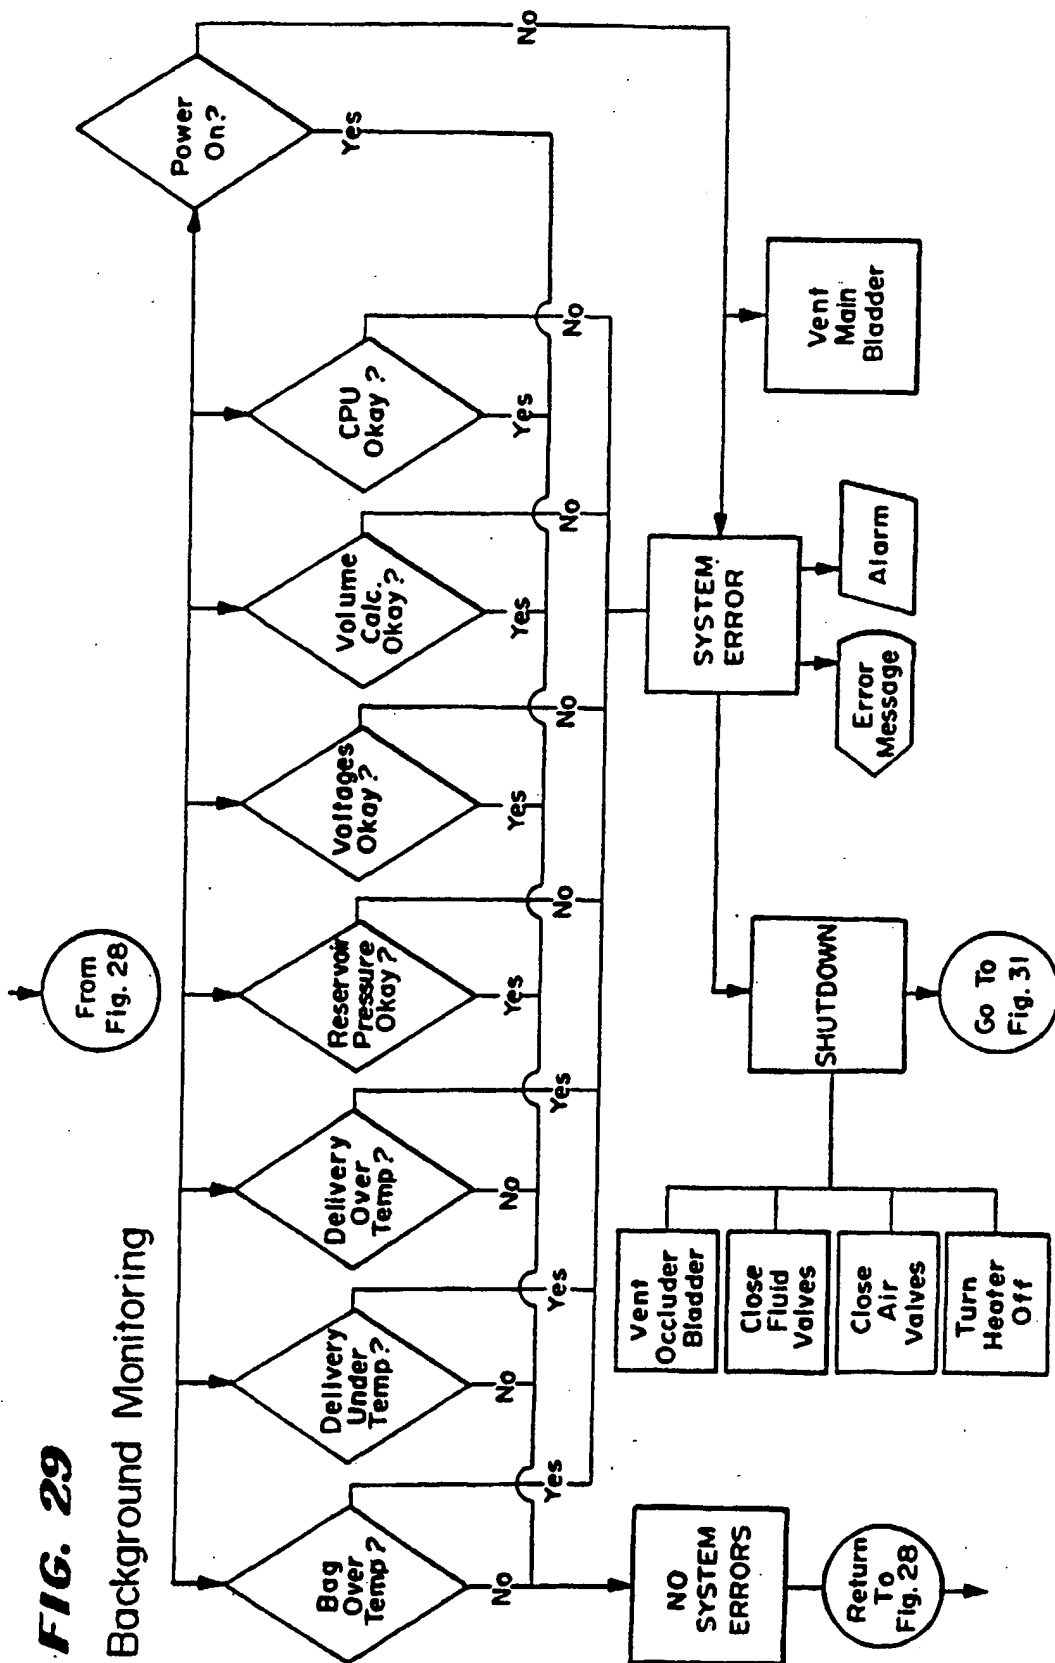 FIG. 29
Background Monitoring
From
Fig. 28
Bag
Over
Temp?
Yes
No
Delivery
Under
Temp?
Yes
No
Delivery
Over
Temp?
Yes
No
Reservoir
Pressure
Okay?
No
Yes
Voltages
Okay?
No
Yes
Volume
Calc.
Okay?
No
Yes
CPU
Okay?
No
Yes
Power
On?
No
Yes
NO
SYSTEM
ERRORS
Return
To
Fig. 28
SYSTEM
ERROR
Error
Message
Alarm
Vent
Main
Bladder
SHUTDOWN
Go To
Fig. 31
Vent
Occluder
Bladder
Close
Fluid
Valves
Close
Air
Valves
Turn
Heater
Off